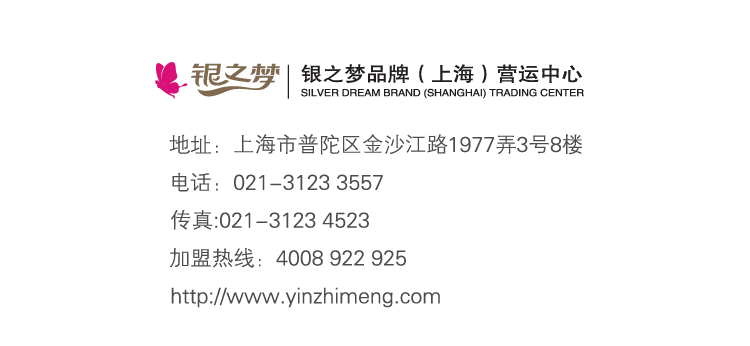 银之梦 银之梦品牌（上海）营运中心
SILVER DREAM BRAND (SHANGHAI) TRADING CENTER
地址：上海市普陀区金沙江路1977弄3号8楼
电话：021-3123 3557
传真:021-3123 4523
加盟热线：4008 922 925
http://www.yinzhimeng.com